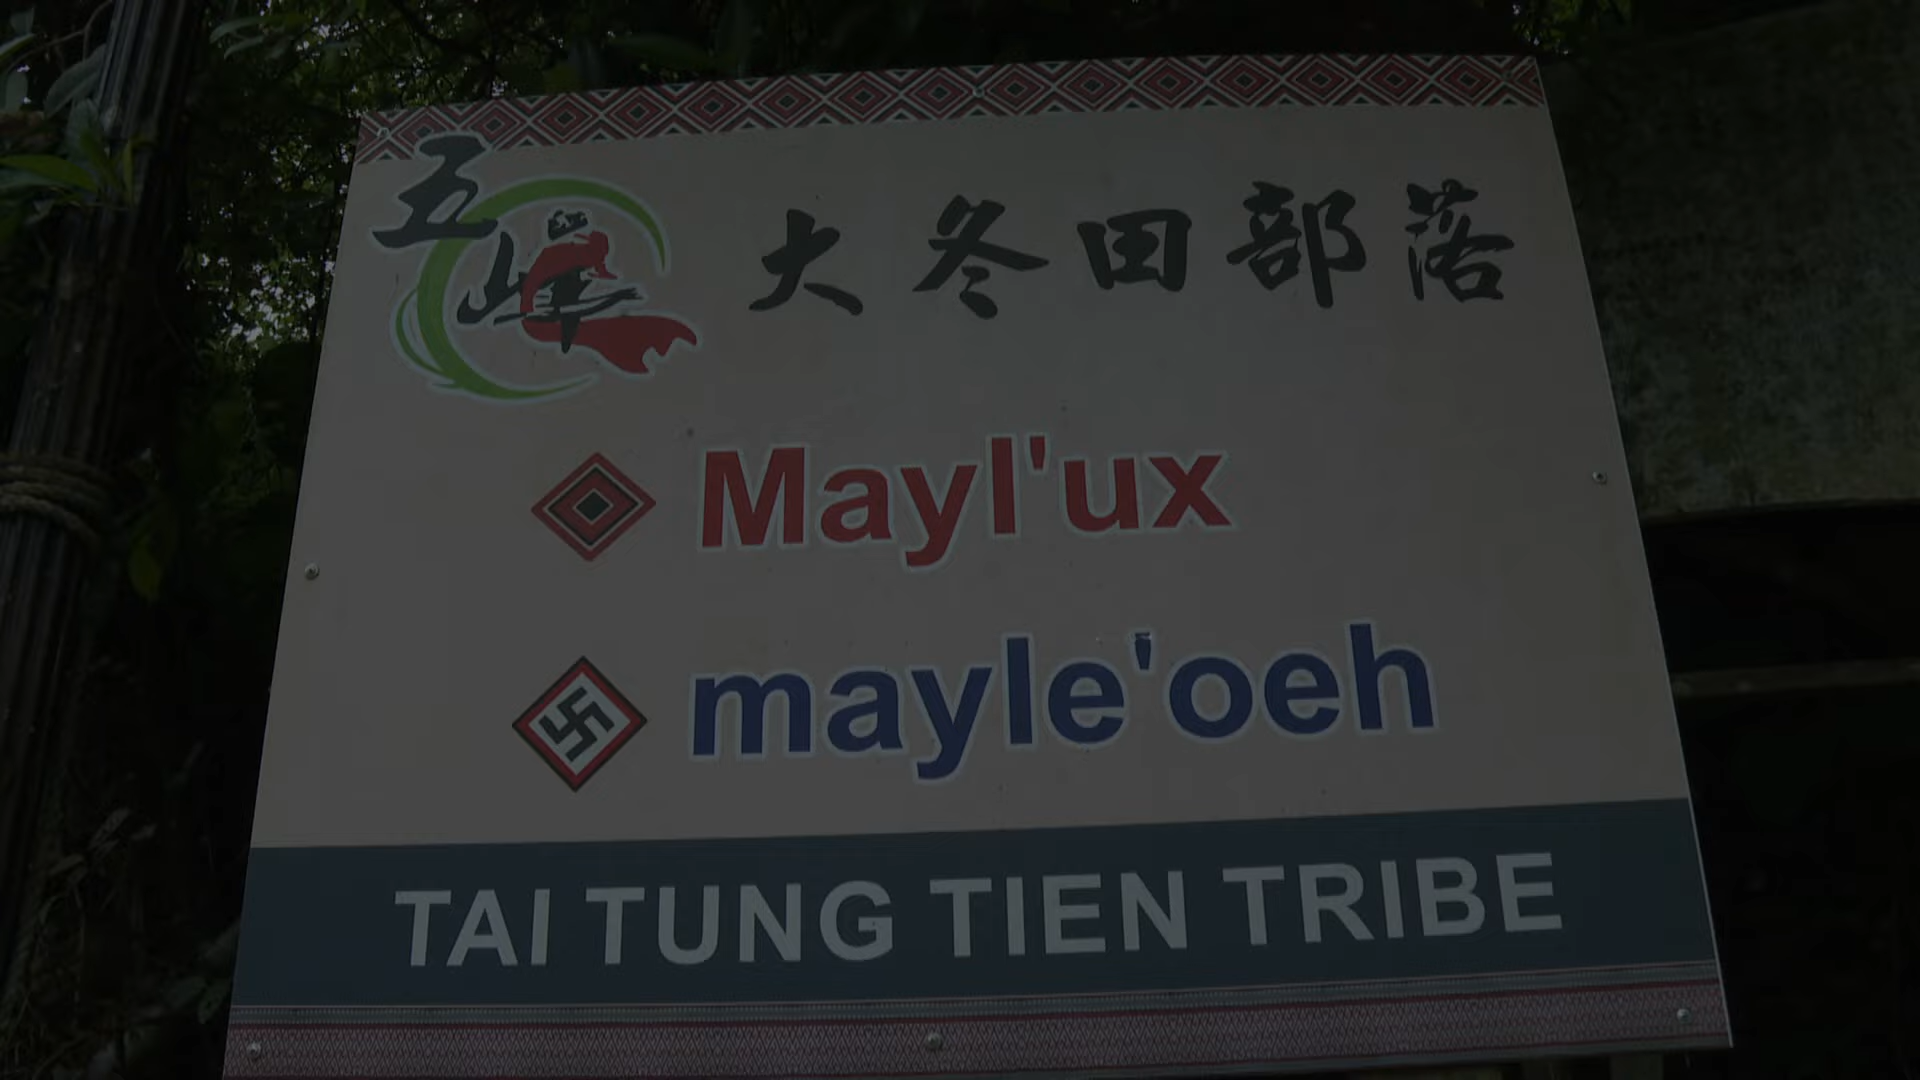 五峰
大冬田部落
Mayl'ux
mayle'oeh
TAI TUNG TIEN TRIBE